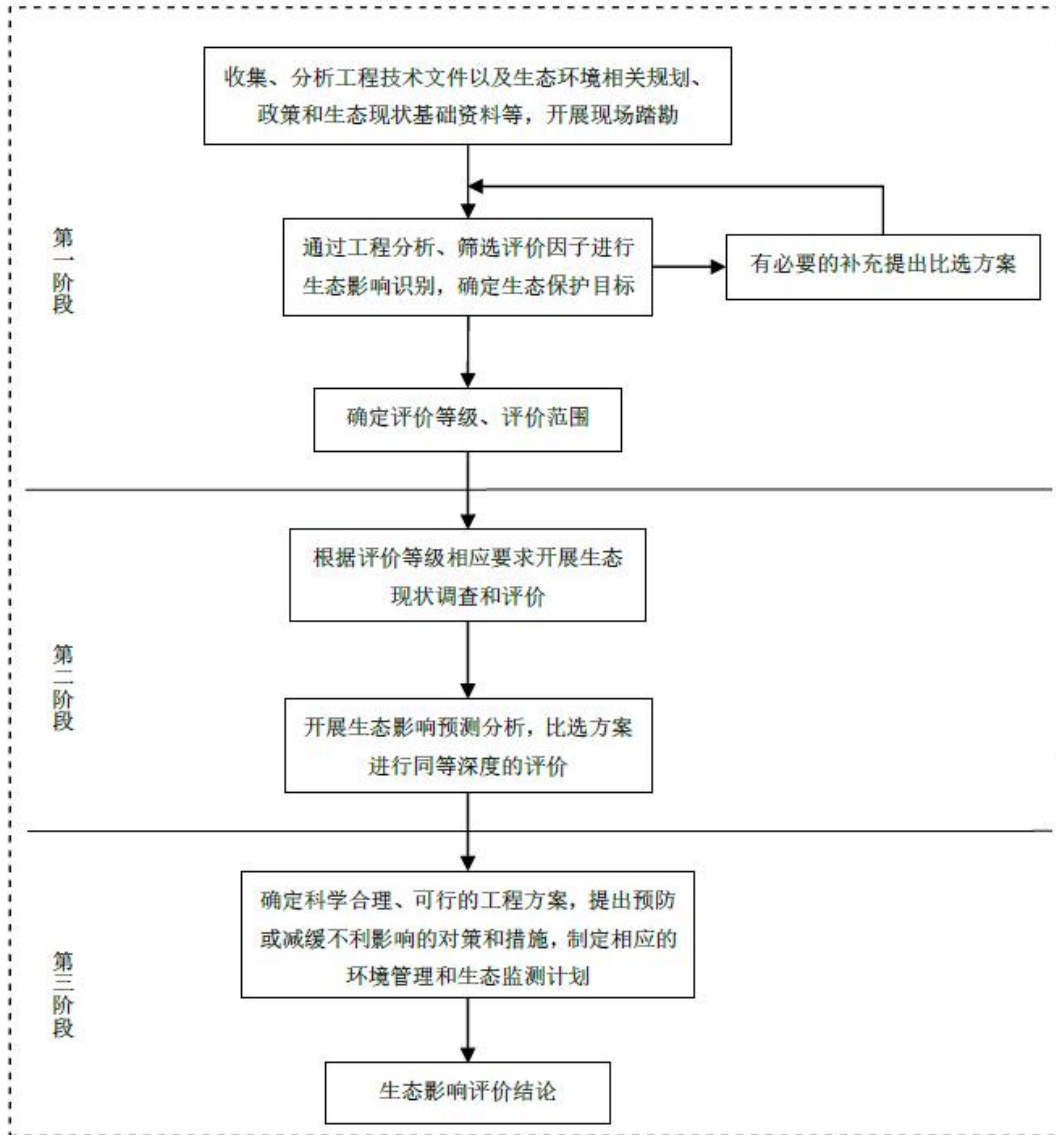 收集、分析工程技术文件以及生态环境相关规划、
政策和生态现状基础资料等，开展现场踏勘
第一阶段
通过工程分析、筛选评价因子进行
生态影响识别，确定生态保护目标
有必要的补充提出比选方案
确定评价等级、评价范围
根据评价等级相应要求开展生态
现状调查和评价
第二阶段
开展生态影响预测分析，比选方案
进行同等深度的评价
确定科学合理、可行的工程方案，提出预防
或减缓不利影响的对策和措施，制定相应的
环境管理和生态监测计划
第三阶段
生态影响评价结论